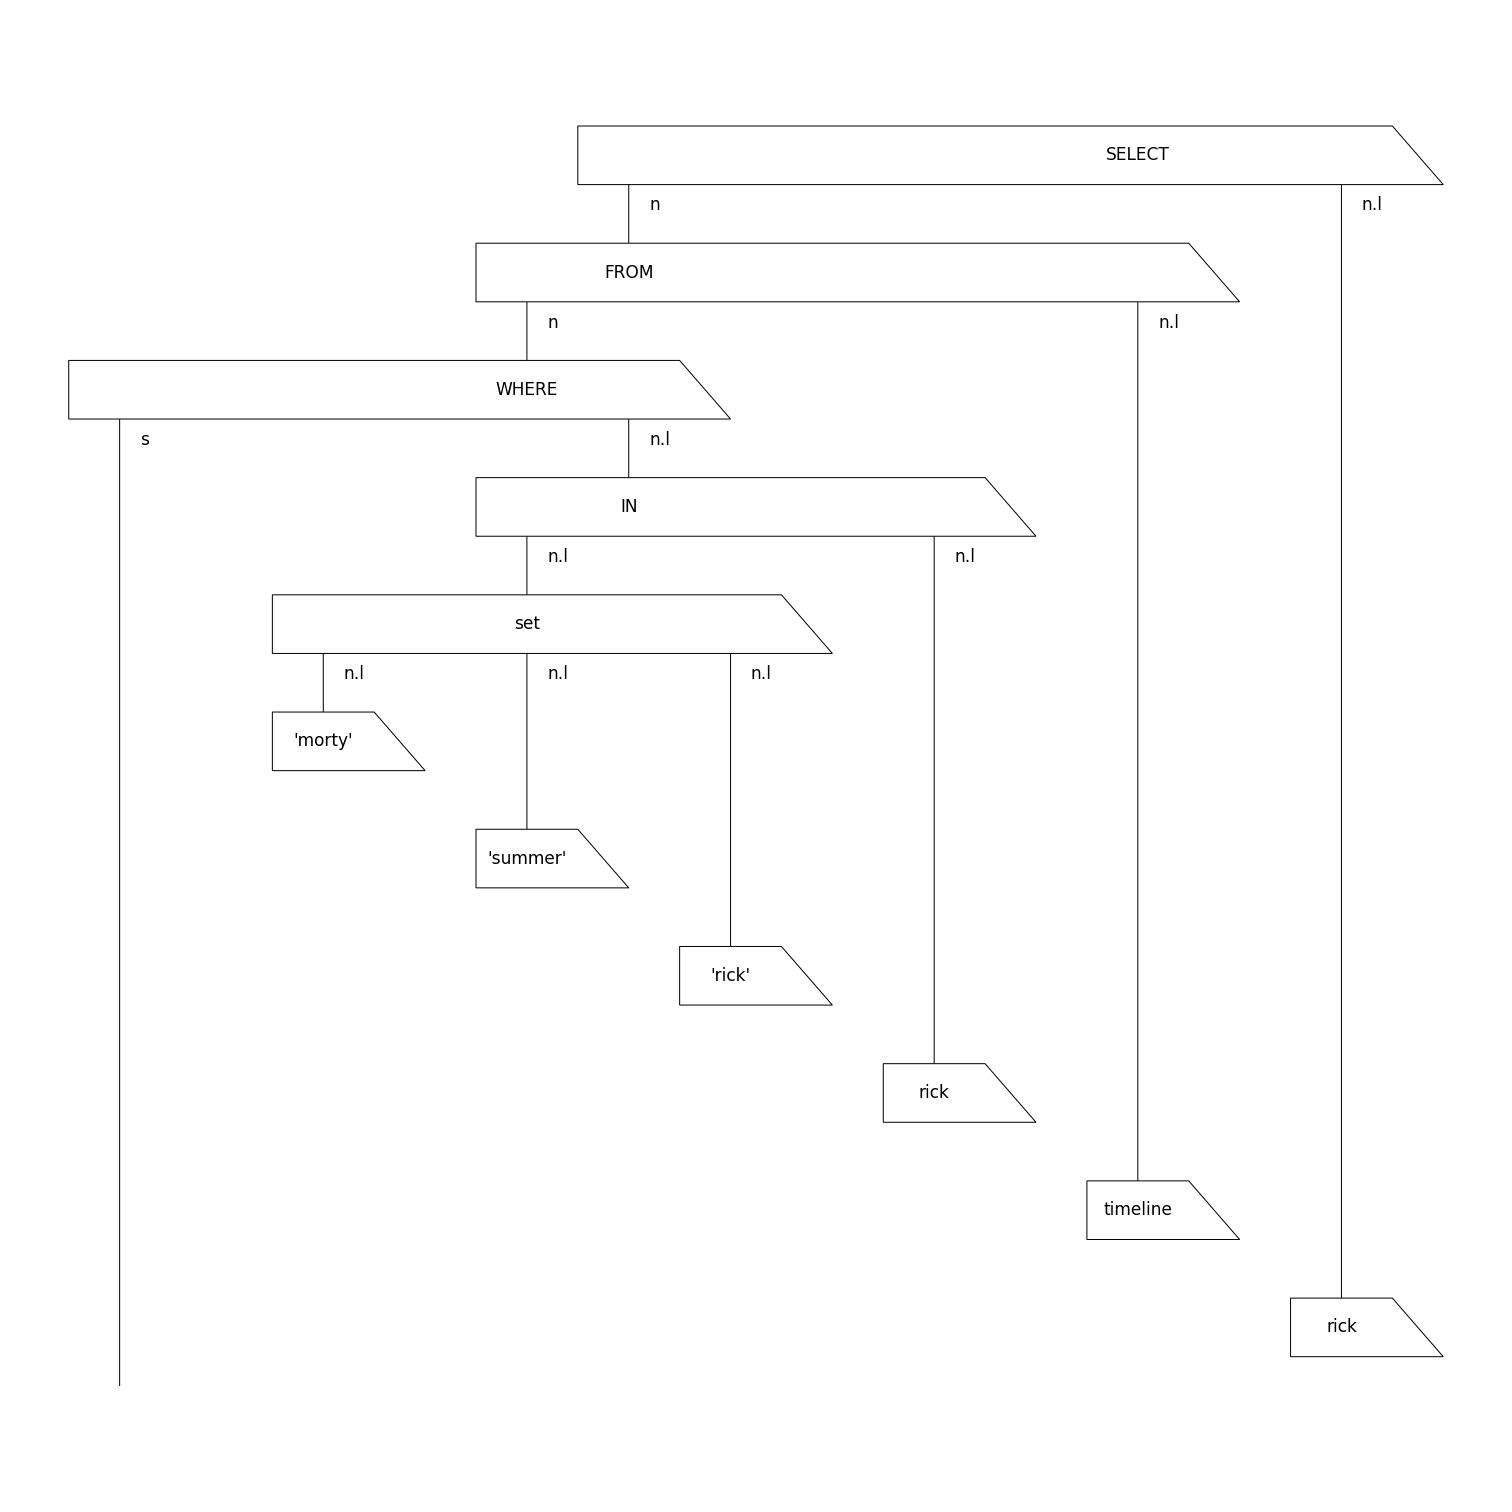 SELECT
n n.l
FROM
n n.l
WHERE
s n.l
IN
n.l n.l
set
n.l n.l n.l
'morty'
'summer'
'rick'
rick
timeline
rick